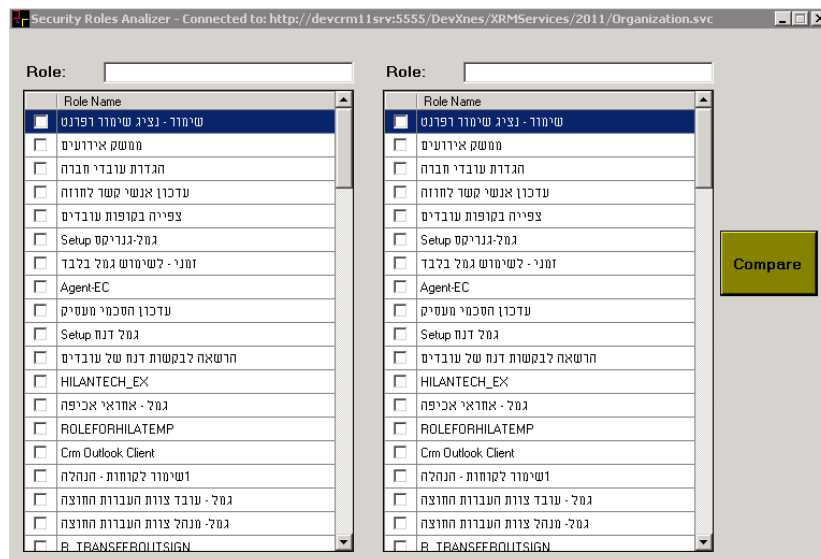 Security Roles Analizer - Connected to: http://devcrm11srv:5555/DevXnes/XRMServices/2011/Organization.svc
Role:
Role Name
שימור - נציג שימור רפרנט
ממשק אירועים
הגדרת עובדי חברה
עדכון אנשי קשר לחוזה
צפייה בקופות עובדים
גמל-גנריקס Setup
זמני - לשימוש גמל בלבד
Agent-EC
עדכון הסכמי מעסיק
גמל דנח Setup
הרשאה לבקשות דנח של עובדים
HILANTECH_EX
גמל - אחראי אכיפה
ROLEFORHILATEMP
Crm Outlook Client
1שימור לקוחות - הנהלה
גמל - עובד צוות העברות החוצה
גמל- מנהל צוות העברות החוצה
R_TRANSFEROUTSIGN
Role:
Role Name
שימור - נציג שימור רפרנט
ממשק אירועים
הגדרת עובדי חברה
עדכון אנשי קשר לחוזה
צפייה בקופות עובדים
גמל-גנריקס Setup
זמני - לשימוש גמל בלבד
Agent-EC
עדכון הסכמי מעסיק
גמל דנח Setup
הרשאה לבקשות דנח של עובדים
HILANTECH_EX
גמל - אחראי אכיפה
ROLEFORHILATEMP
Crm Outlook Client
1שימור לקוחות - הנהלה
גמל - עובד צוות העברות החוצה
גמל- מנהל צוות העברות החוצה
R_TRANSFEROUTSIGN
Compare